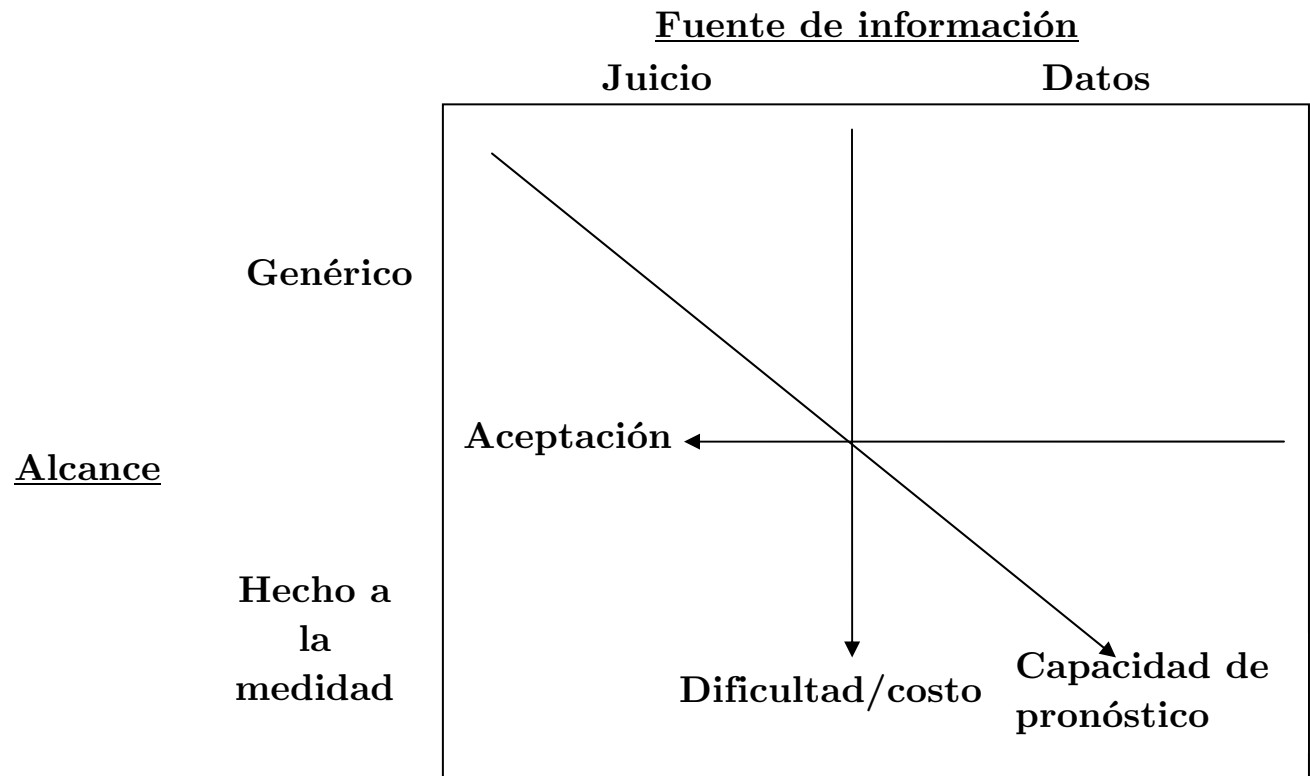 Fuente de información
Juicio
Datos
Genérico
Aceptación
Alcance
Hecho a
la
medidad
Dificultad/costo
Capacidad de
pronóstico